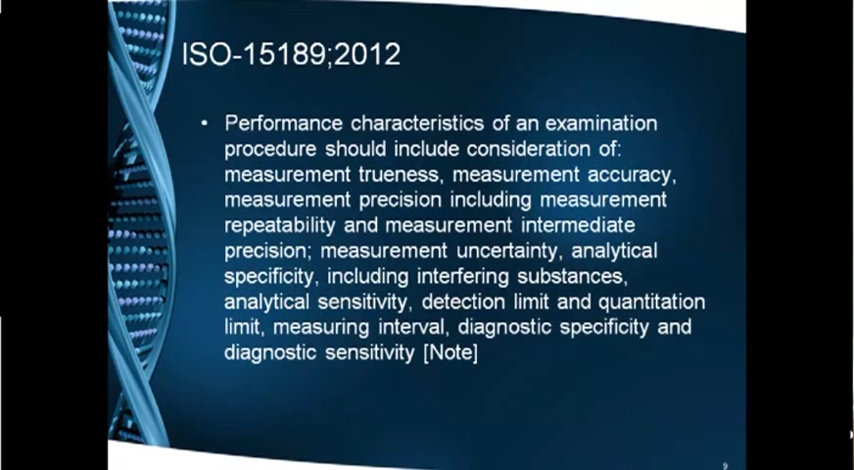 ISO-15189;2012
• Performance characteristics of an examination
procedure should include consideration of:
measurement trueness, measurement accuracy,
measurement precision including measurement
repeatability and measurement intermediate
precision; measurement uncertainty, analytical
specificity, including interfering substances,
analytical sensitivity, detection limit and quantitation
limit, measuring interval, diagnostic specificity and
diagnostic sensitivity [Note]
9